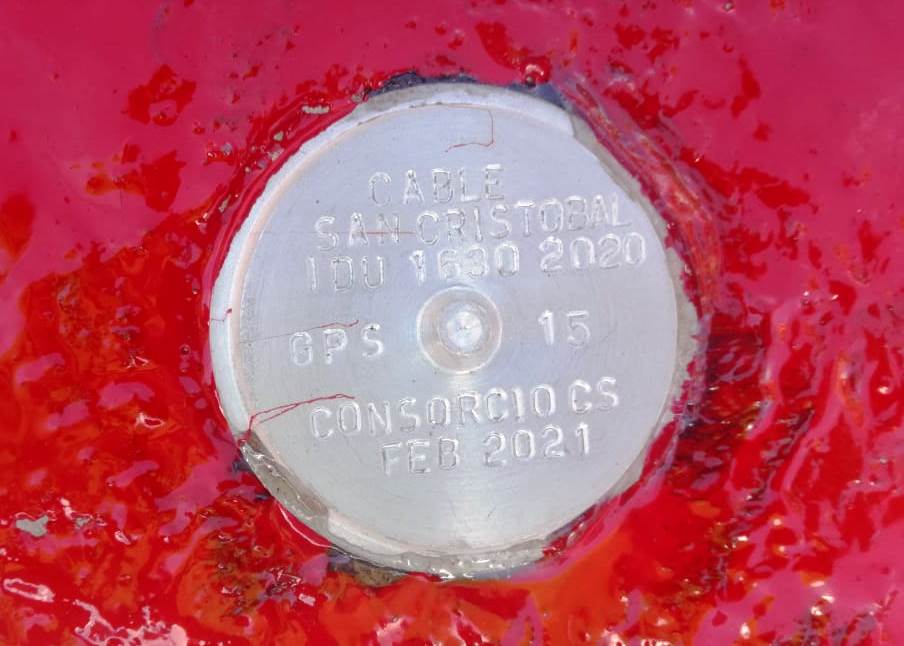 CABLE
SAN CRISTOBAL
IDU 1630 2020
GPS 15
CONSORCIO CS
FEB 2021